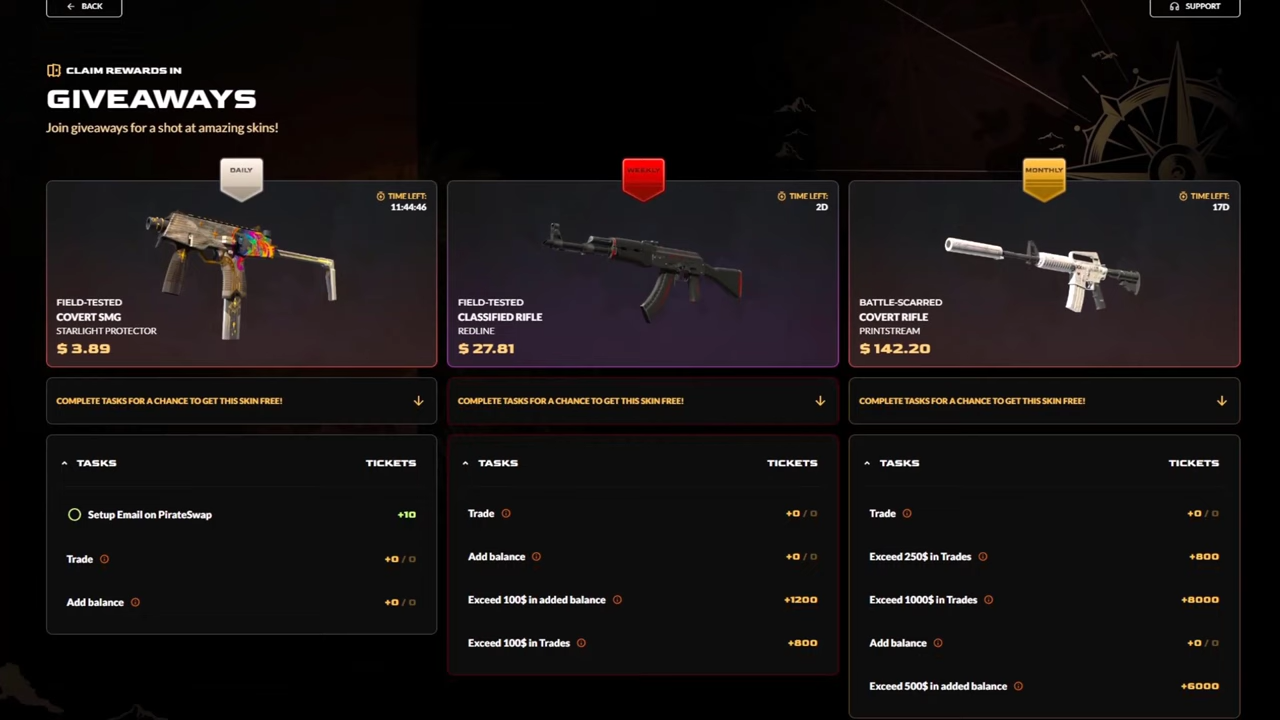 BACK
SUPPORT
CLAIM REWARDS IN
GIVEAWAYS
Join giveaways for a shot at amazing skins!
DAILY
TIME LEFT:
11:44:46
FIELD-TESTED
COVERT SMG
STARLIGHT PROTECTOR
$ 3.89
COMPLETE TASKS FOR A CHANCE TO GET THIS SKIN FREE!
TASKS TICKETS
Setup Email on PirateSwap +10
Trade +0 / 0
Add balance +0 / 0
WEEKLY
TIME LEFT:
2D
FIELD-TESTED
CLASSIFIED RIFLE
REDLINE
$ 27.81
COMPLETE TASKS FOR A CHANCE TO GET THIS SKIN FREE!
TASKS TICKETS
Trade +0 / 0
Add balance +0 / 0
Exceed 100$ in added balance +1200
Exceed 100$ in Trades +800
MONTHLY
TIME LEFT:
17D
BATTLE-SCARRED
COVERT RIFLE
PRINTSTREAM
$ 142.20
COMPLETE TASKS FOR A CHANCE TO GET THIS SKIN FREE!
TASKS TICKETS
Trade +0 / 0
Exceed 250$ in Trades +800
Exceed 1000$ in Trades +8000
Add balance +0 / 0
Exceed 500$ in added balance +6000